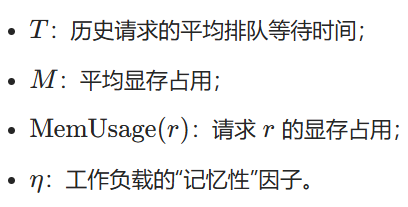 • T：历史请求的平均排队等待时间；
• M：平均显存占用；
• MemUsage(r)：请求 r 的显存占用；
• η：工作负载的“记忆性”因子。